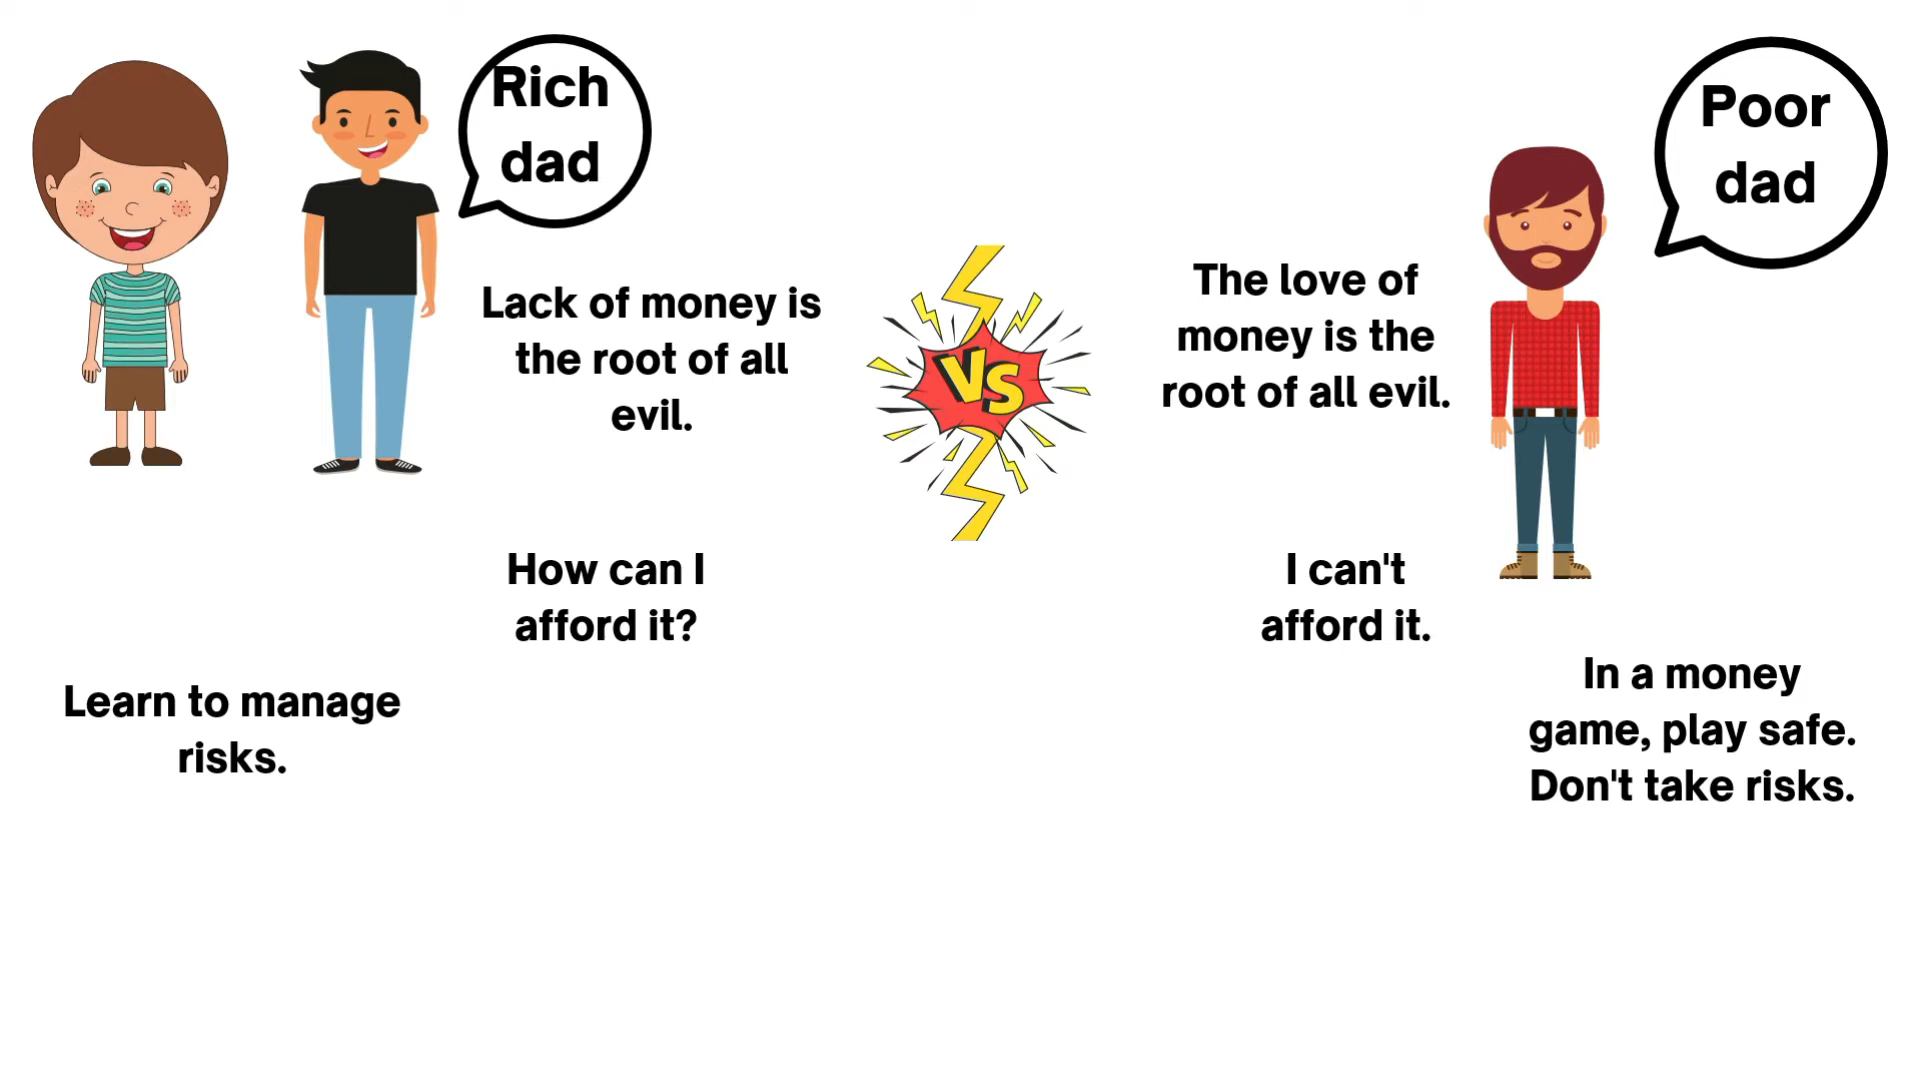 Rich
dad
Lack of money is
the root of all
evil.
How can I
afford it?
Learn to manage
risks.
VS
Poor
dad
The love of
money is the
root of all evil.
I can't
afford it.
In a money
game, play safe.
Don't take risks.